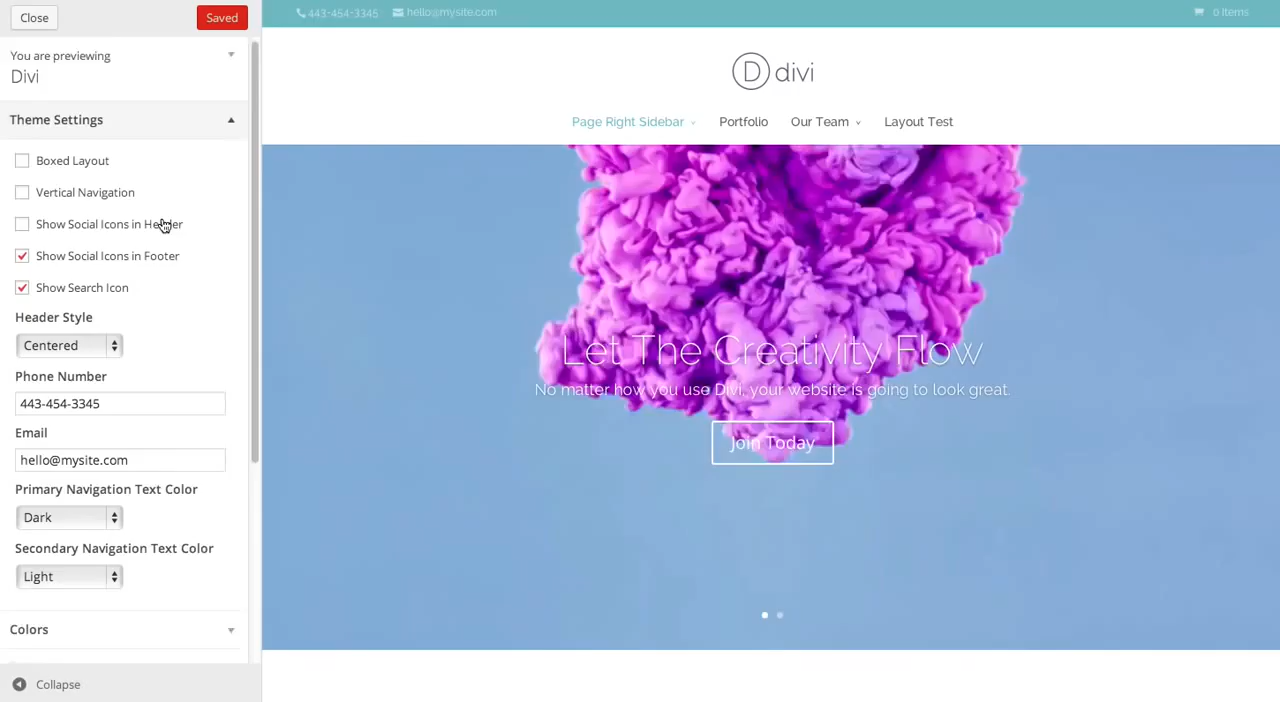 Close
Saved
You are previewing
Divi
Theme Settings
Boxed Layout
Vertical Navigation
Show Social Icons in Header
Show Social Icons in Footer
Show Search Icon
Header Style
Centered
Phone Number
443-454-3345
Email
hello@mysite.com
Primary Navigation Text Color
Dark
Secondary Navigation Text Color
Light
Colors
Collapse
443-454-3345 hello@mysite.com 0 Items
D divi
Page Right Sidebar Portfolio Our Team Layout Test
Let The Creativity Flow
No matter how you use Divi, your website is going to look great.
Join Today